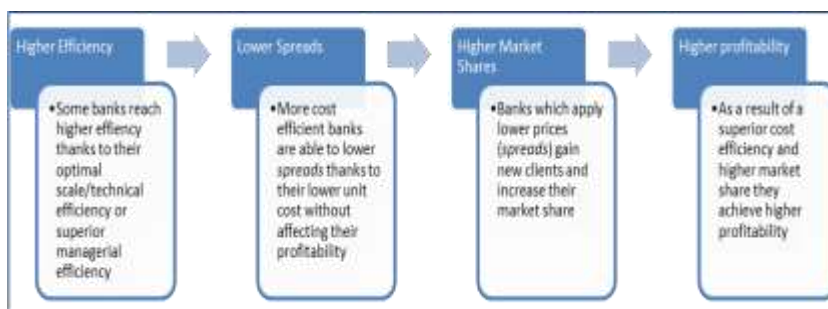 Higher Efficiency
•Some banks reach
higher effiency
thanks to their
optimal
scale/technical
efficiency or
superior
managerial
efficiency
Lower Spreads
•More cost
efficient banks
are able to lower
spreads thanks to
their lower unit
cost without
affecting their
profitability
Higher Market
Shares
•Banks which apply
lower prices
(spreads) gain
new clients and
increase their
market share
Higher profitability
•As a result of a
superior cost
efficiency and
higher market
share they
achieve higher
profitability